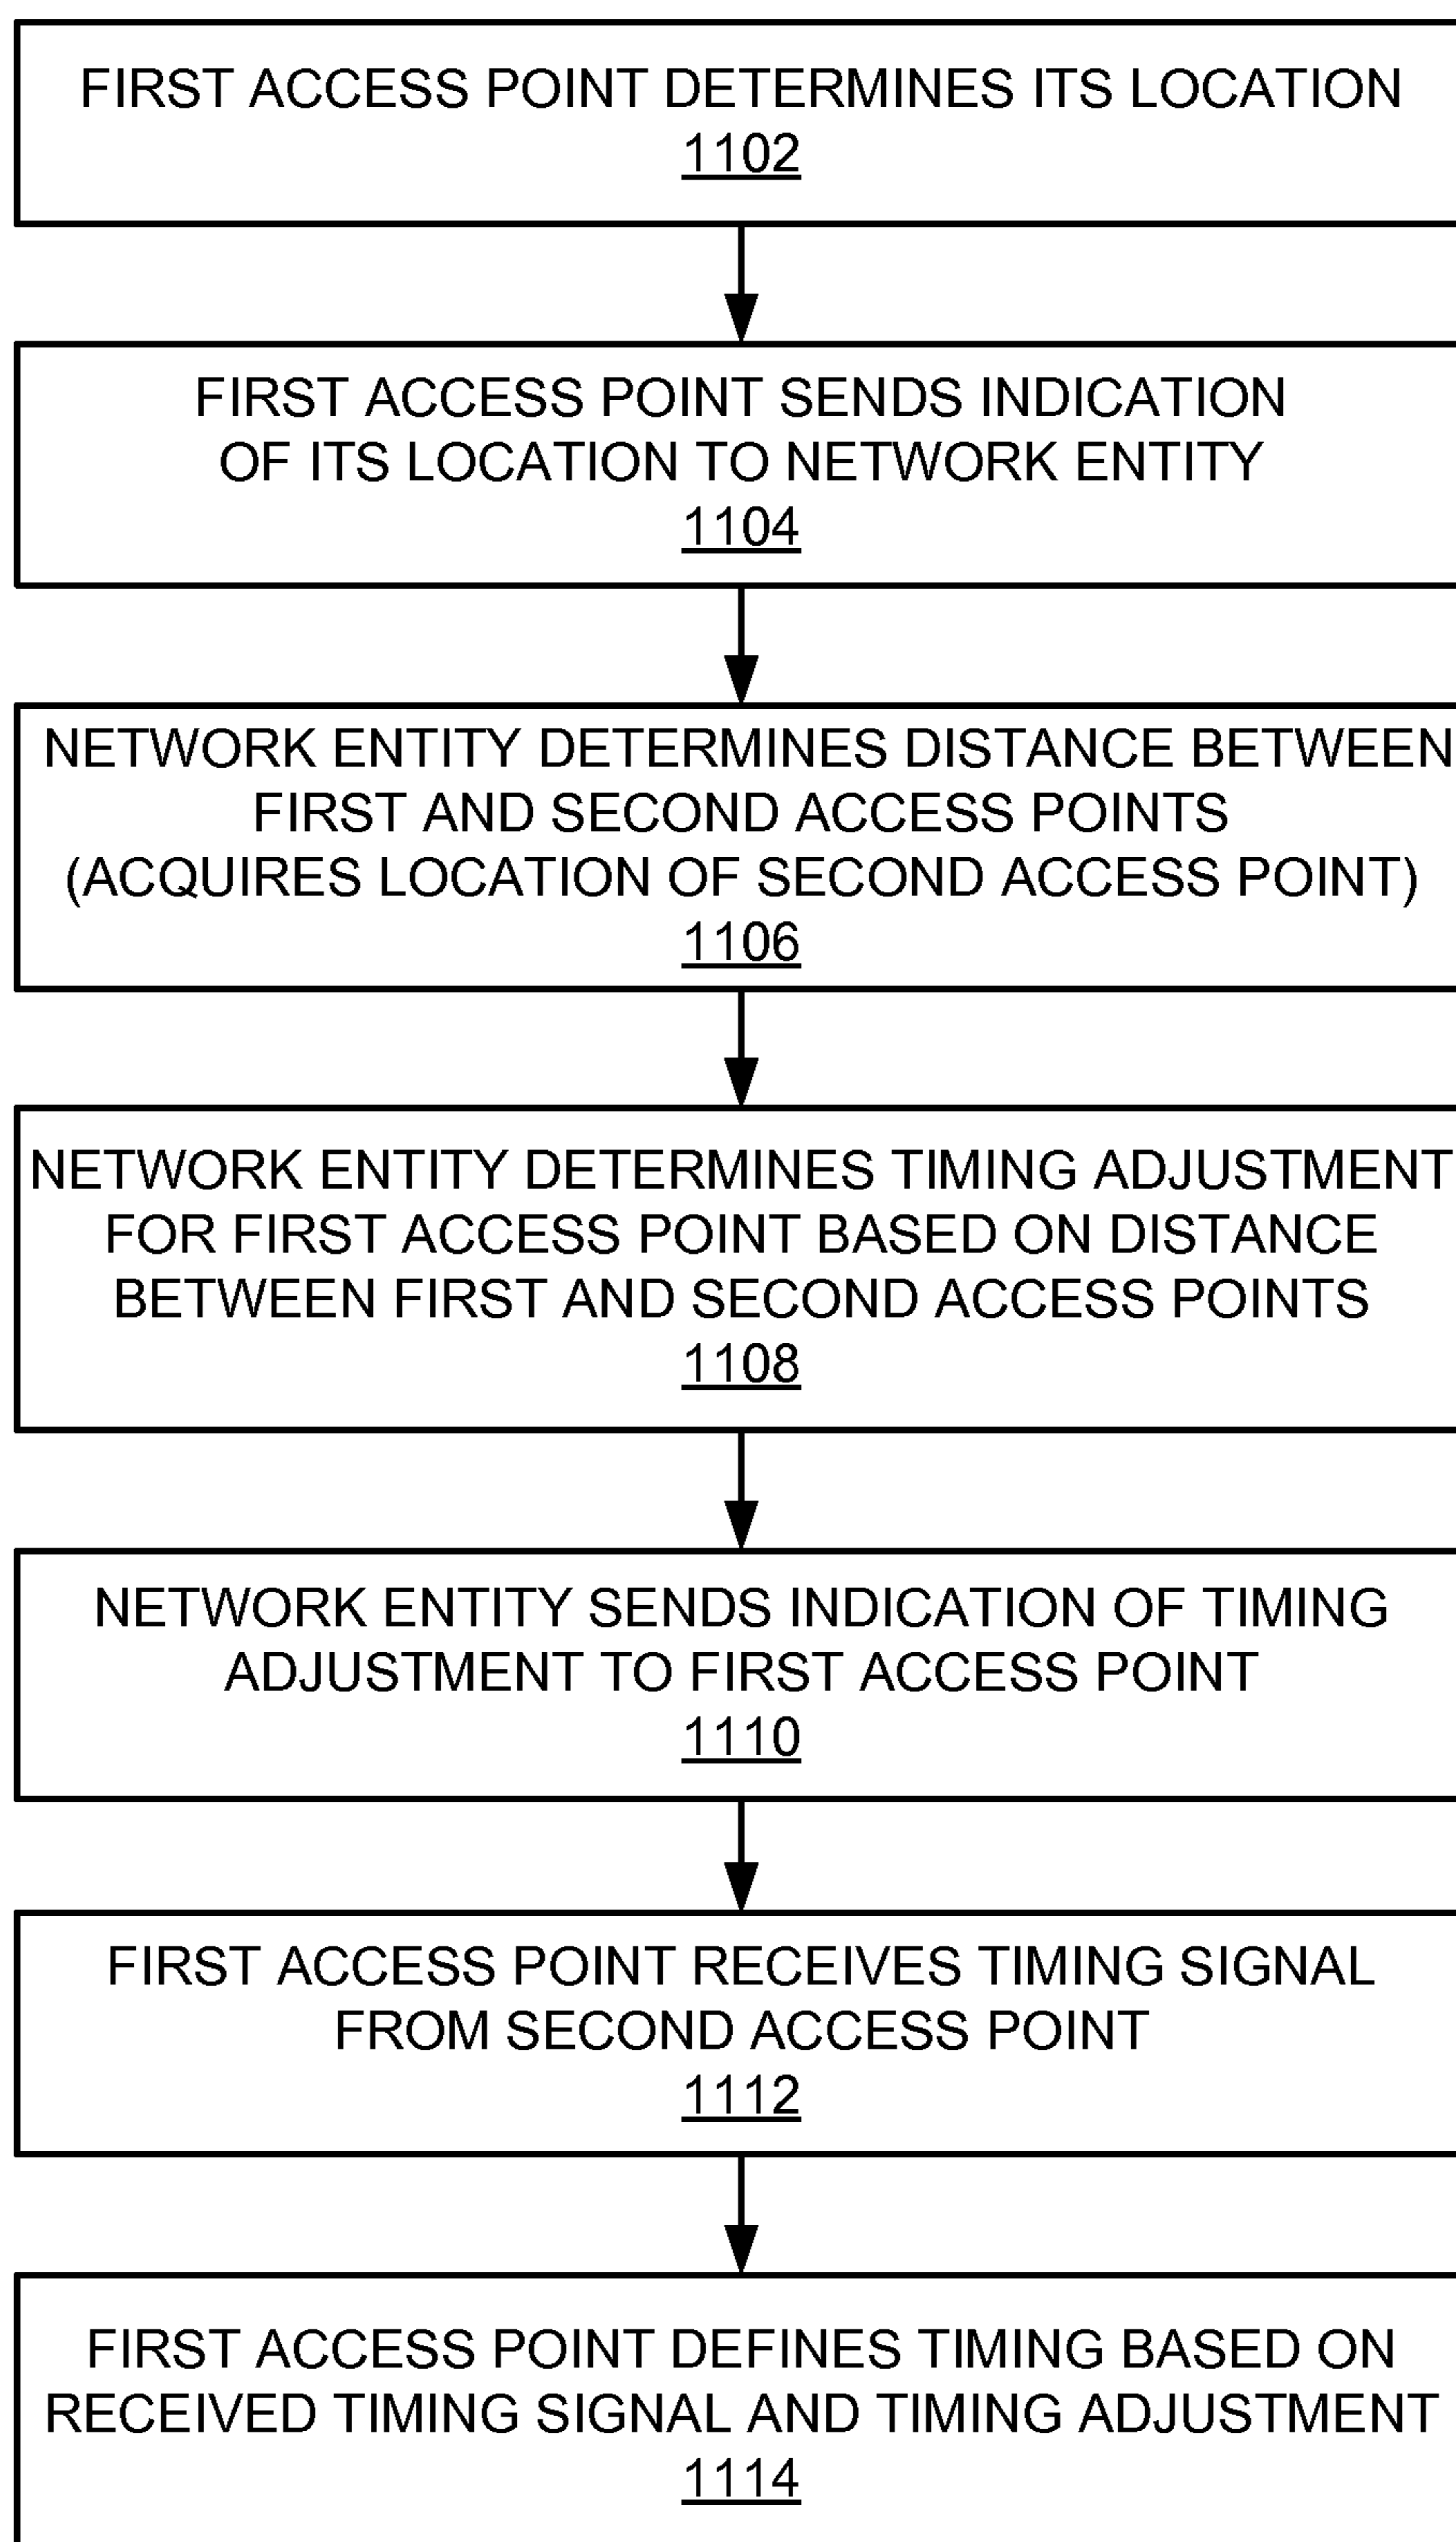 FIRST ACCESS POINT DETERMINES ITS LOCATION
1102
FIRST ACCESS POINT SENDS INDICATION
OF ITS LOCATION TO NETWORK ENTITY
1104
NETWORK ENTITY DETERMINES DISTANCE BETWEEN
FIRST AND SECOND ACCESS POINTS
(ACQUIRES LOCATION OF SECOND ACCESS POINT)
1106
NETWORK ENTITY DETERMINES TIMING ADJUSTMENT
FOR FIRST ACCESS POINT BASED ON DISTANCE
BETWEEN FIRST AND SECOND ACCESS POINTS
1108
NETWORK ENTITY SENDS INDICATION OF TIMING
ADJUSTMENT TO FIRST ACCESS POINT
1110
FIRST ACCESS POINT RECEIVES TIMING SIGNAL
FROM SECOND ACCESS POINT
1112
FIRST ACCESS POINT DEFINES TIMING BASED ON
RECEIVED TIMING SIGNAL AND TIMING ADJUSTMENT
1114